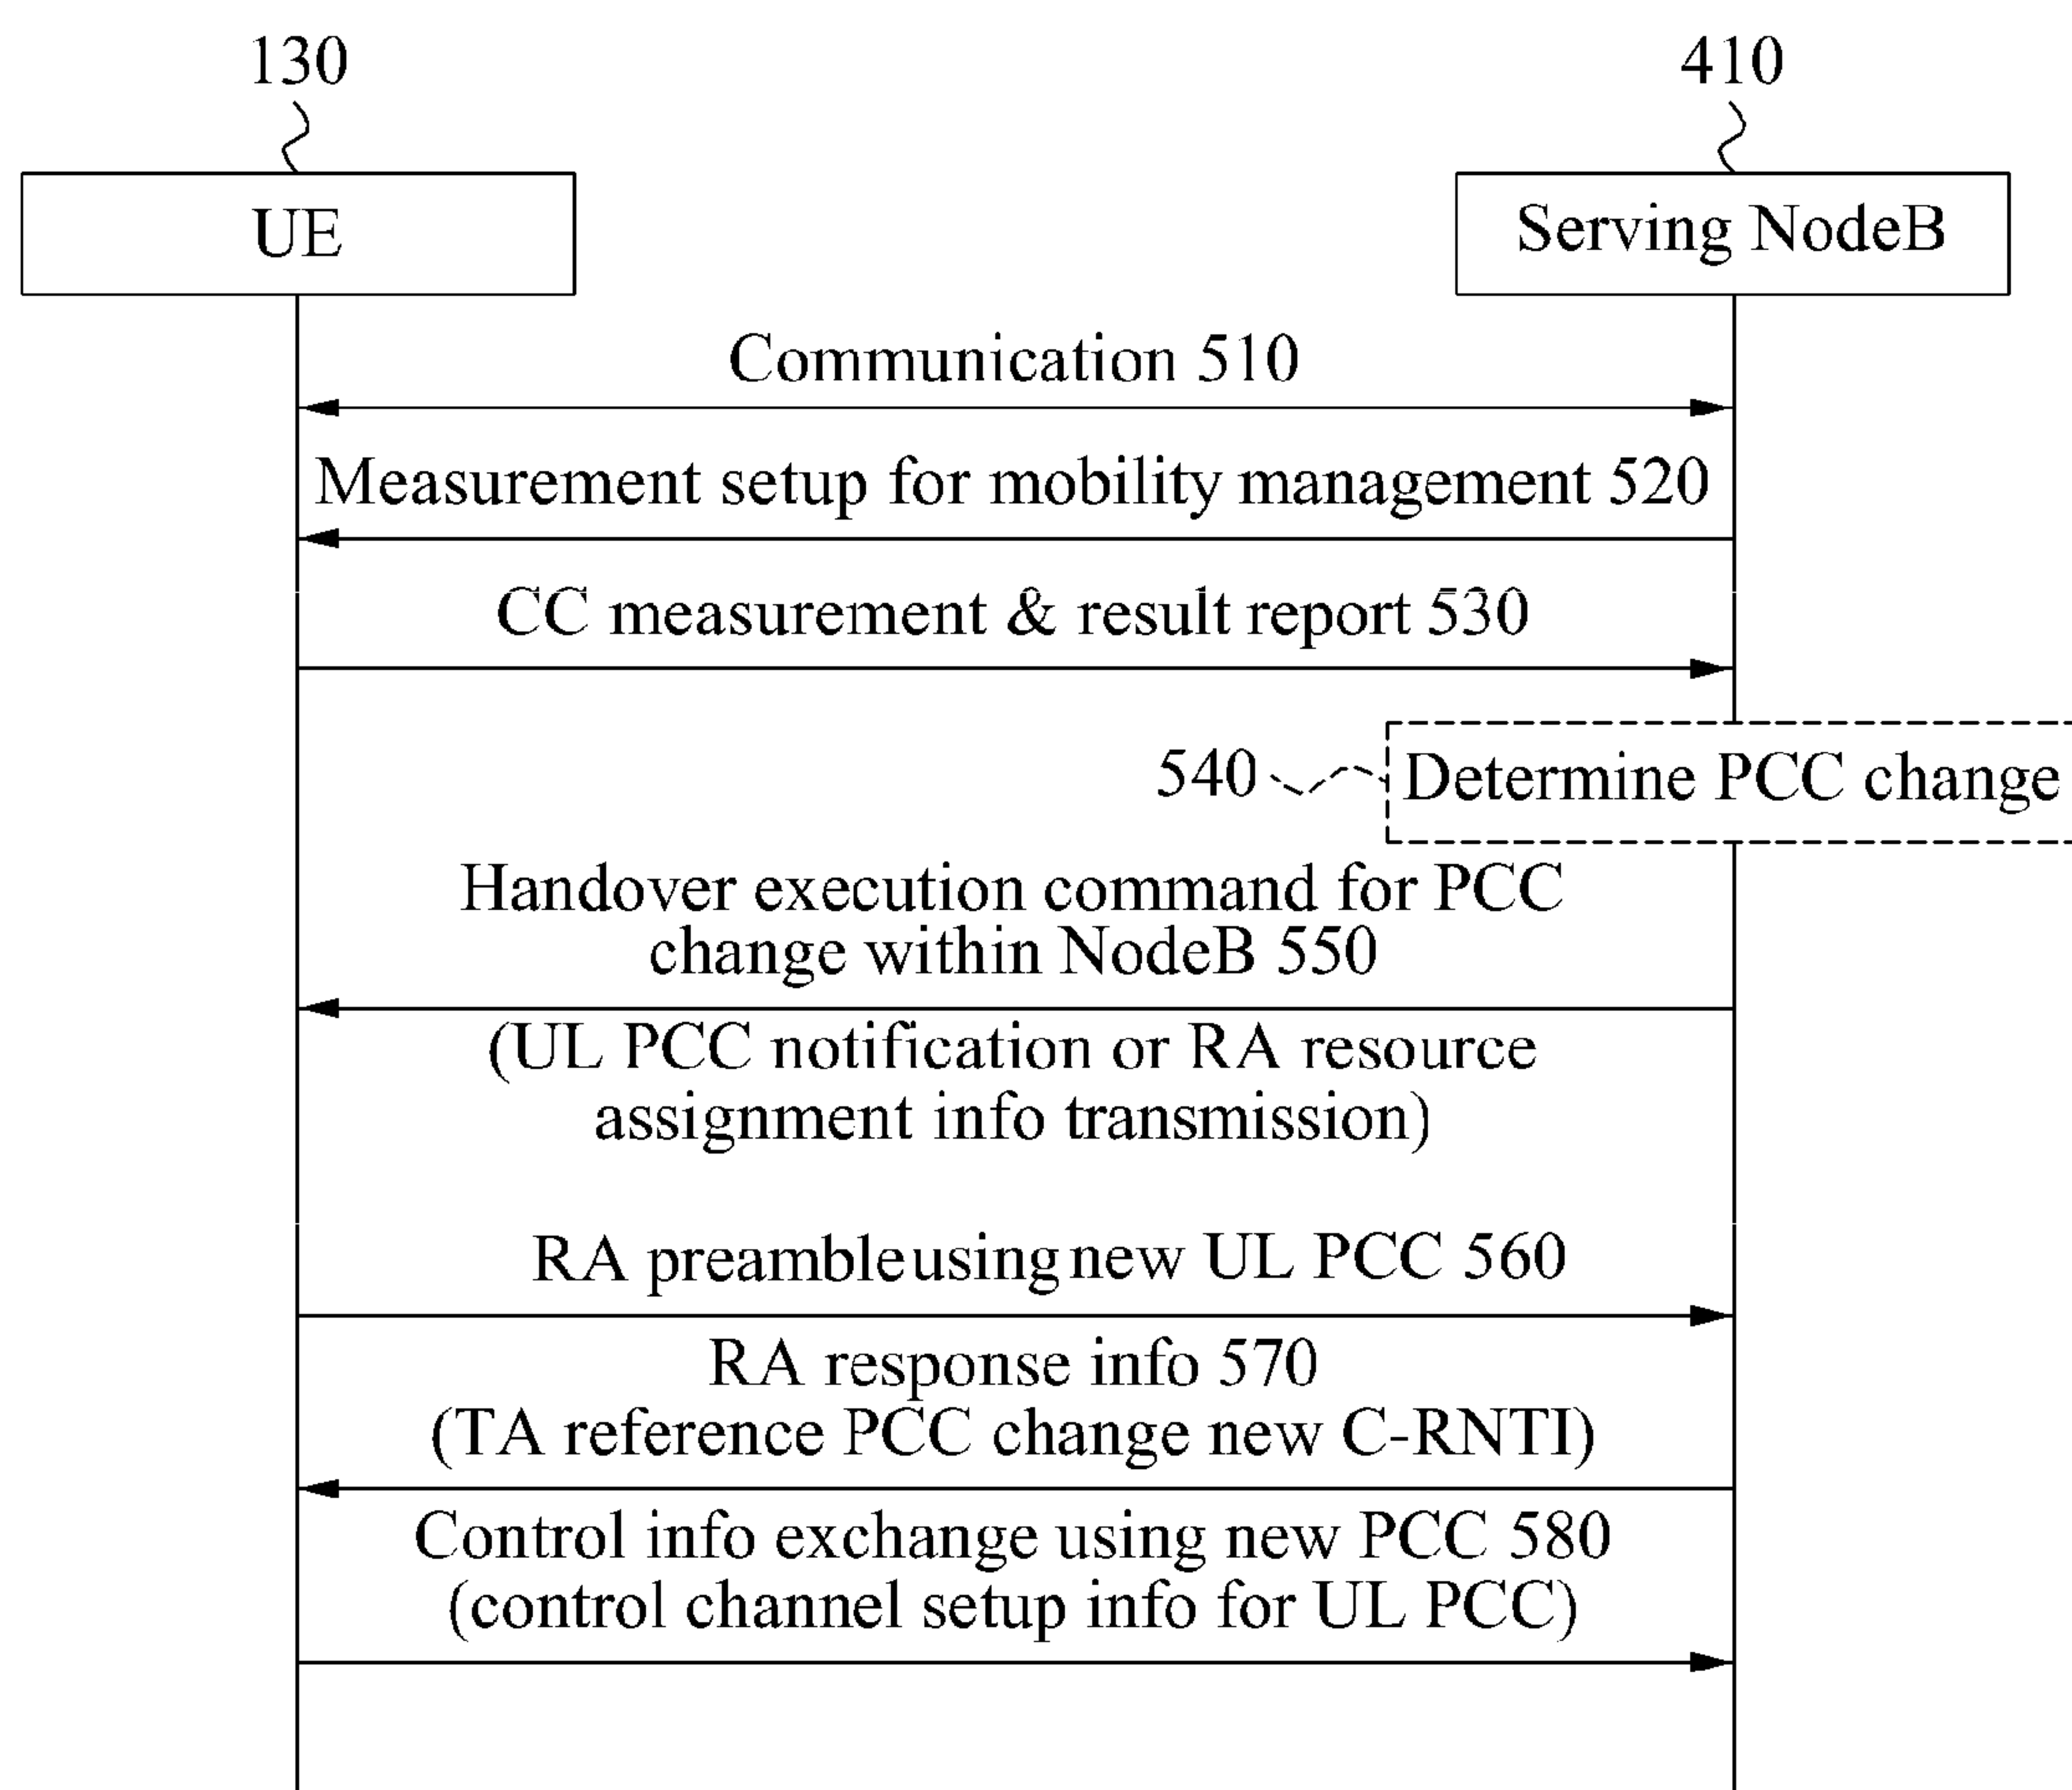 130
410
UE
Serving NodeB
Communication 510
Measurement setup for mobility management 520
CC measurement & result report 530
540
Determine PCC change
Handover execution command for PCC
change within NodeB 550
(UL PCC notification or RA resource
assignment info transmission)
RA preamble using new UL PCC 560
RA response info 570
(TA reference PCC change new C-RNTI)
Control info exchange using new PCC 580
(control channel setup info for UL PCC)